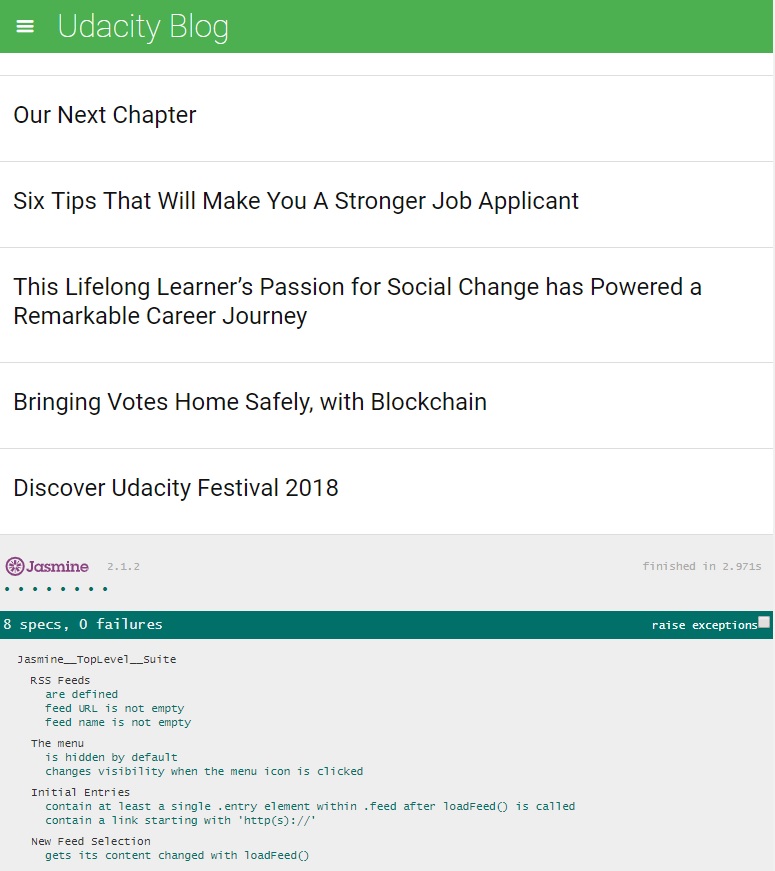 Udacity Blog
Our Next Chapter
Six Tips That Will Make You A Stronger Job Applicant
This Lifelong Learner’s Passion for Social Change has Powered a
Remarkable Career Journey
Bringing Votes Home Safely, with Blockchain
Discover Udacity Festival 2018
Jasmine 2.1.2 finished in 2.971s
8 specs, 0 failures raise exceptions
Jasmine__TopLevel__Suite
RSS Feeds
are defined
feed URL is not empty
feed name is not empty
The menu
is hidden by default
changes visibility when the menu icon is clicked
Initial Entries
contain at least a single .entry element within .feed after loadFeed() is called
contain a link starting with 'http(s)://'
New Feed Selection
gets its content changed with loadFeed()